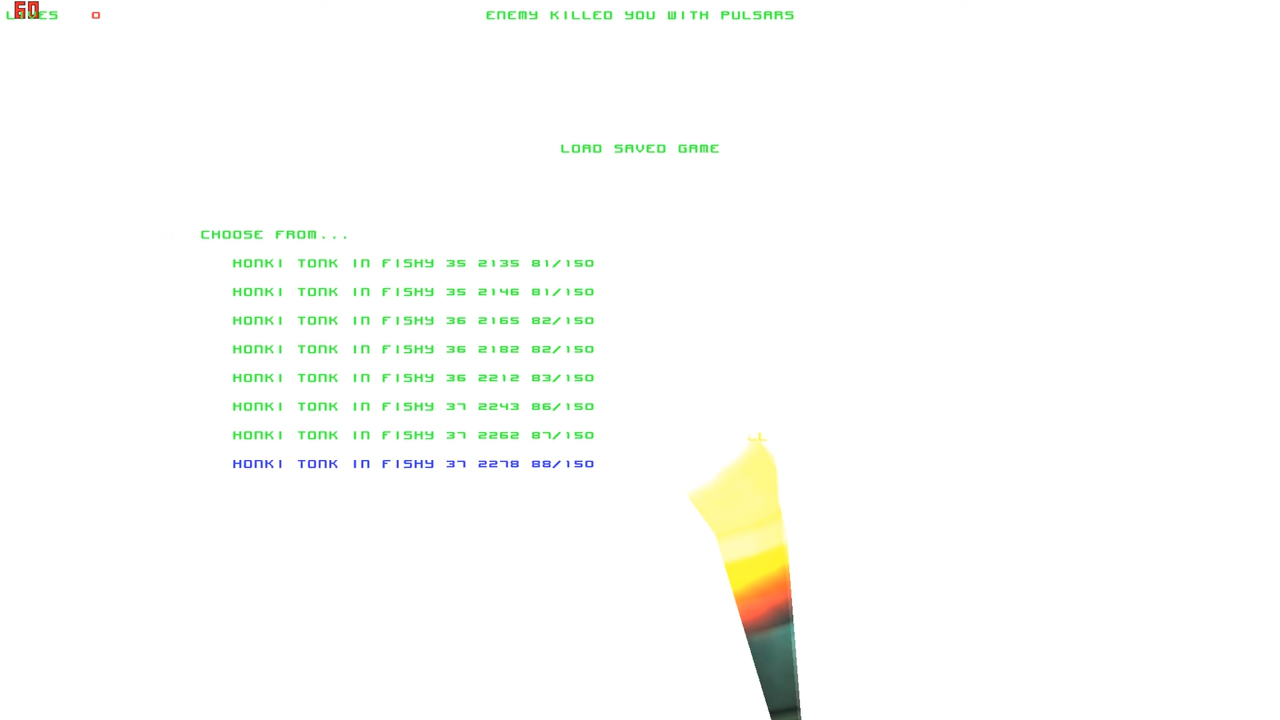 LIVES 0
60
ENEMY KILLED YOU WITH PULSARS
LOAD SAVED GAME
CHOOSE FROM...
HONKI TONK IN FISHY 35 2135 81/150
HONKI TONK IN FISHY 35 2146 81/150
HONKI TONK IN FISHY 36 2165 82/150
HONKI TONK IN FISHY 36 2182 82/150
HONKI TONK IN FISHY 36 2212 83/150
HONKI TONK IN FISHY 37 2243 86/150
HONKI TONK IN FISHY 37 2262 87/150
HONKI TONK IN FISHY 37 2278 88/150